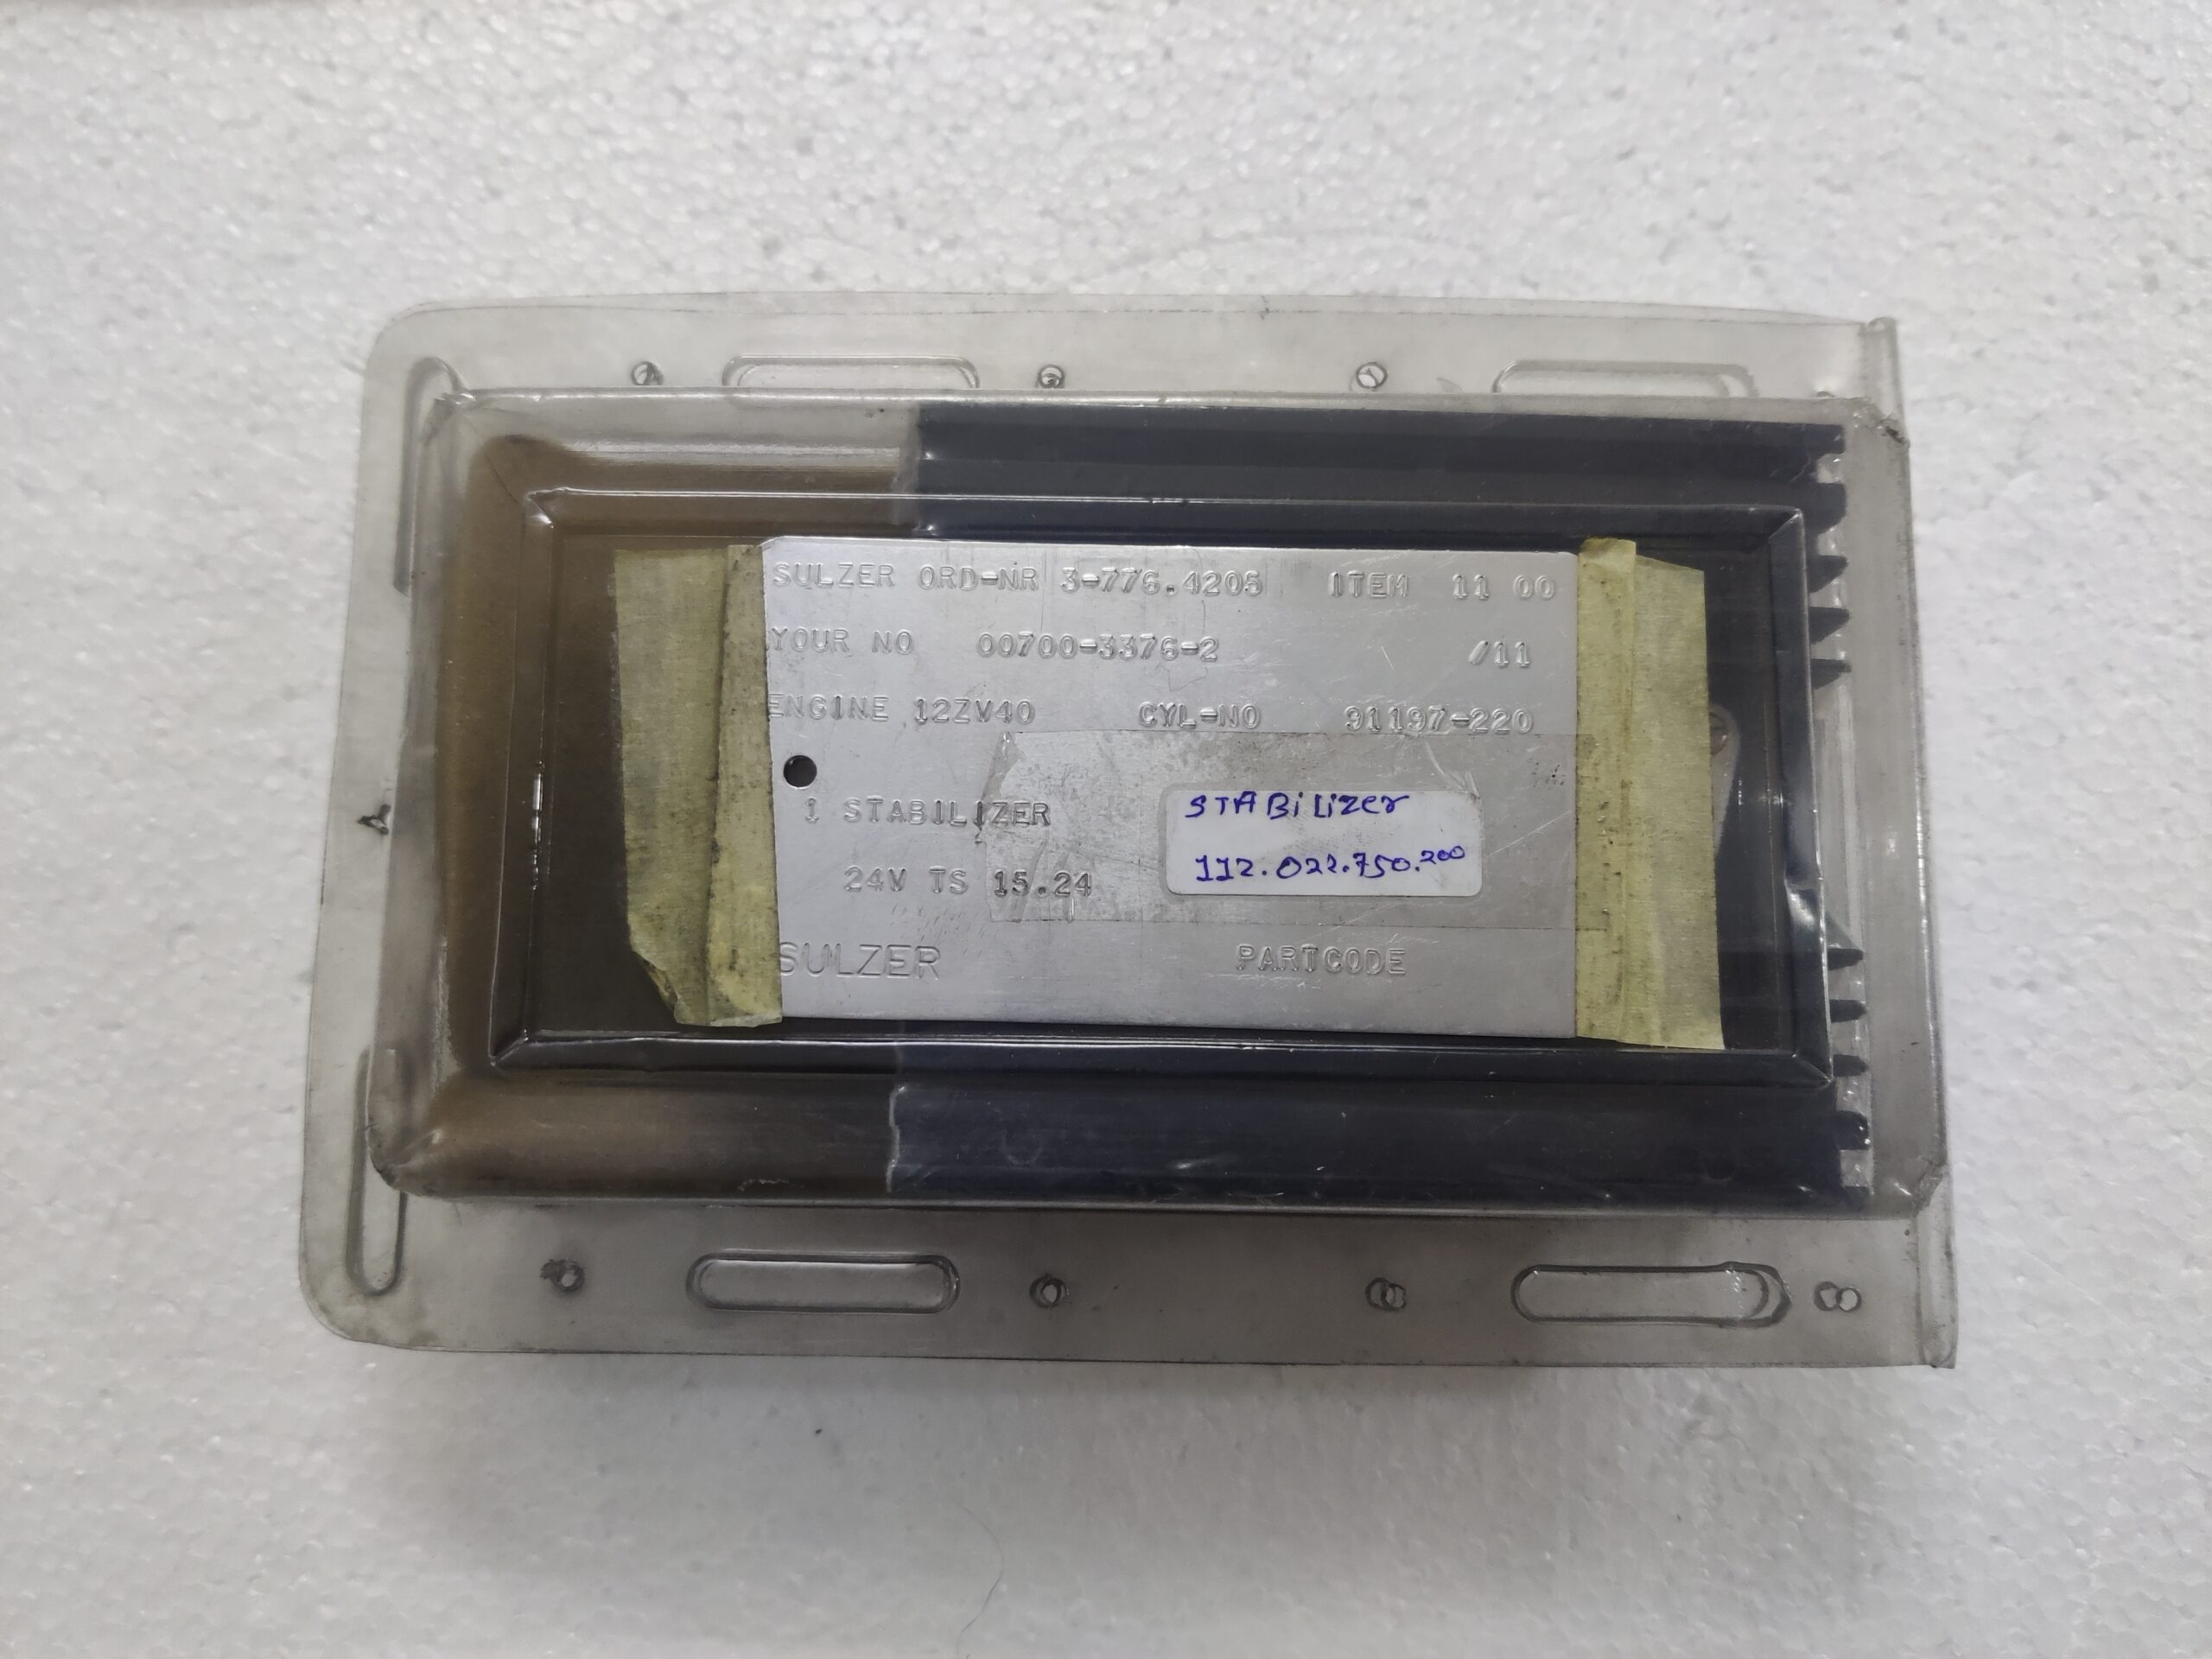 SULZER ORD-NR 3-776.4205 ITEM 11 00
YOUR NO 00700-3376-2 /11
ENGINE 12ZV40 CYL-NO 91197-220
1 STABILIZER
24V TS 15.24
STABiLizer
112.022.750.200
SULZER PARTCODE